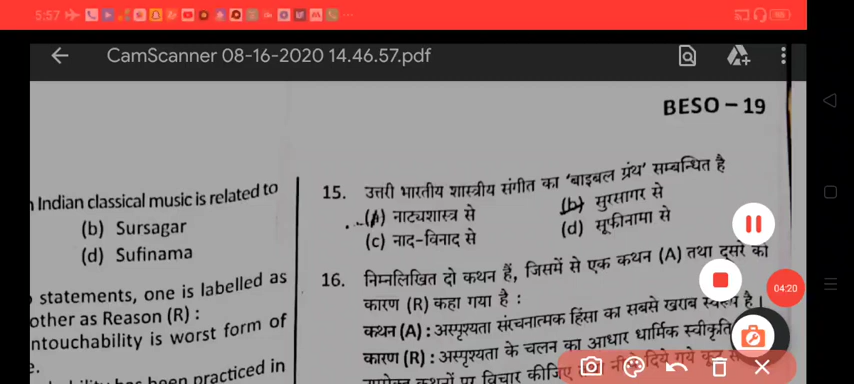 5:57
CamScanner 08-16-2020 14.46.57.pdf
BESO – 19
Indian classical music is related to
(b) Sursagar
(d) Sufinama
statements, one is labelled as
other as Reason (R) :
ntouchability is worst form of
e.
been practiced in
15. उत्तरी भारतीय शास्त्रीय संगीत का ‘बाइबल ग्रंथ’ सम्बन्धित है
(A) नाट्यशास्त्र से (b) सुरसागर से
(c) नाद-विनाद से (d) सूफीनामा से
16. निम्नलिखित दो कथन हैं, जिसमें से एक कथन (A) तथा दूसरे को
कारण (R) कहा गया है :
कथन (A) : अस्पृश्यता संरचनात्मक हिंसा का सबसे खराब स्वरूप है।
कारण (R) : अस्पृश्यता के चलन का आधार धार्मिक स्वीकृति
उपरोक्त कथनों पर विचार कीजिए दिये गये कूट
04:20